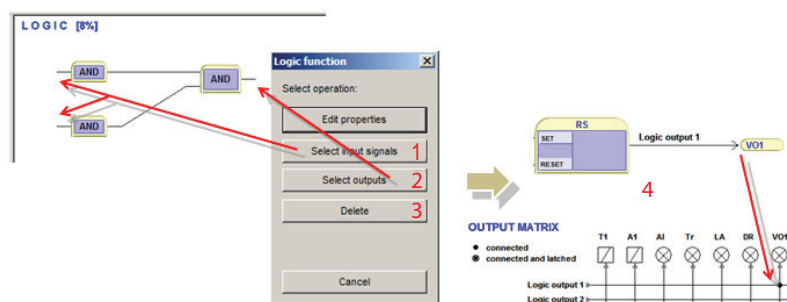 LOGIC [8%]
AND
AND
AND
Logic function
Select operation:
Edit properties
Select input signals 1
Select outputs 2
Delete 3
Cancel
RS
SET
RESET
Logic output 1
VO1
4
OUTPUT MATRIX
connected
connected and latched
T1 A1 Al Tr LA DR VO1
Logic output 1
Logic output 2